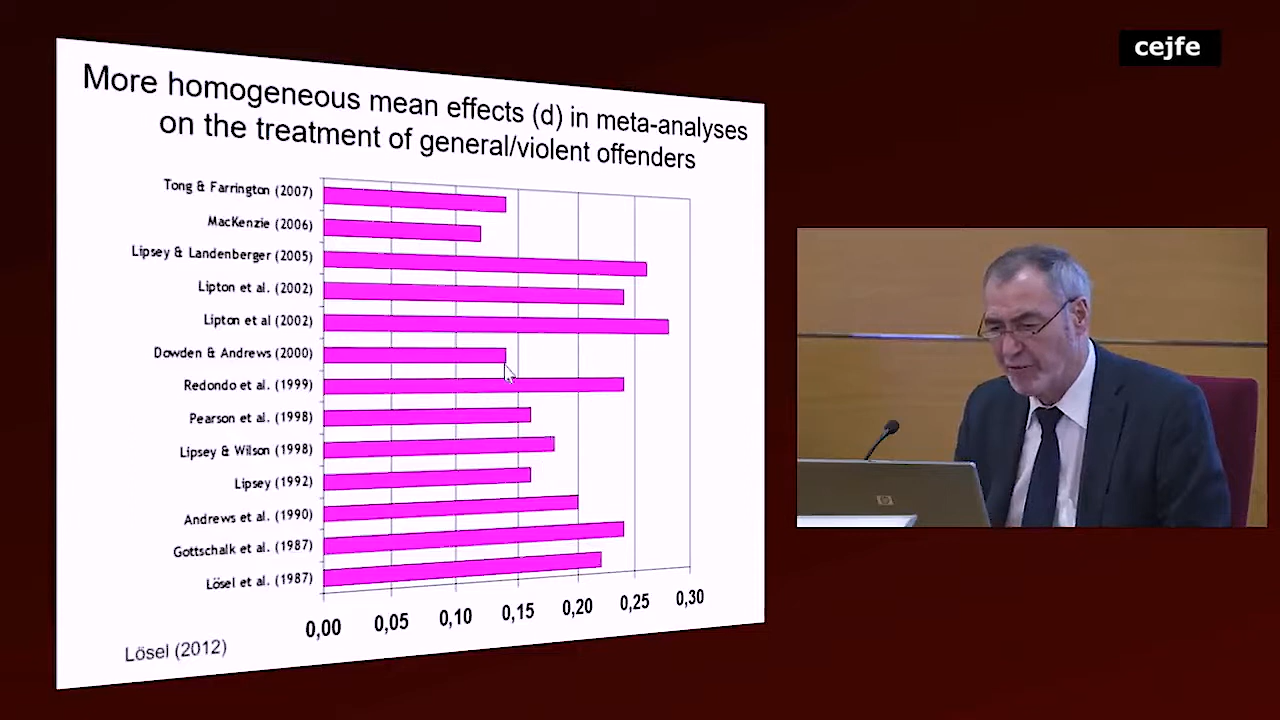 cejfe
More homogeneous mean effects (d) in meta-analyses
on the treatment of general/violent offenders
Tong & Farrington (2007)
MacKenzie (2006)
Lipsey & Landenberger (2005)
Lipton et al. (2002)
Lipton et al (2002)
Dowden & Andrews (2000)
Redondo et al. (1999)
Pearson et al. (1998)
Lipsey & Wilson (1998)
Lipsey (1992)
Andrews et al. (1990)
Gottschalk et al. (1987)
Lösel et al. (1987)
0,00 0,05 0,10 0,15 0,20 0,25 0,30
Lösel (2012)
hp